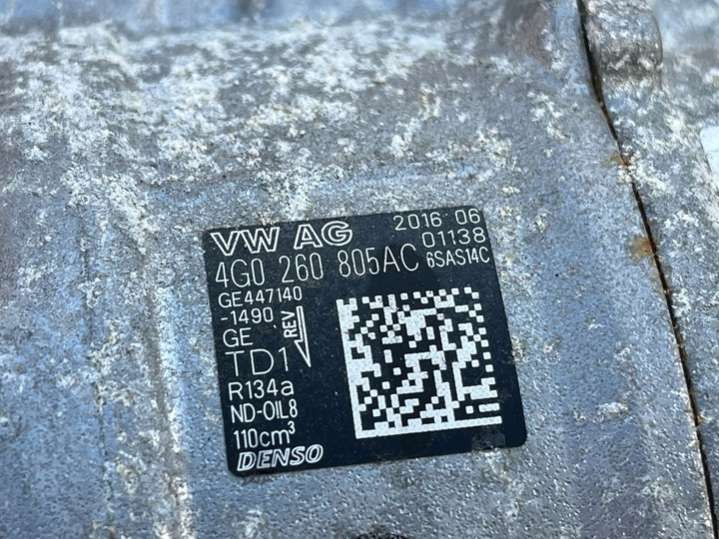 VW AG 2016 06
01138
4G0 260 805AC 6SAS14C
GE447140
-1490
GE
REV
TD1
R134a
ND-OIL8
110cm³
DENSO